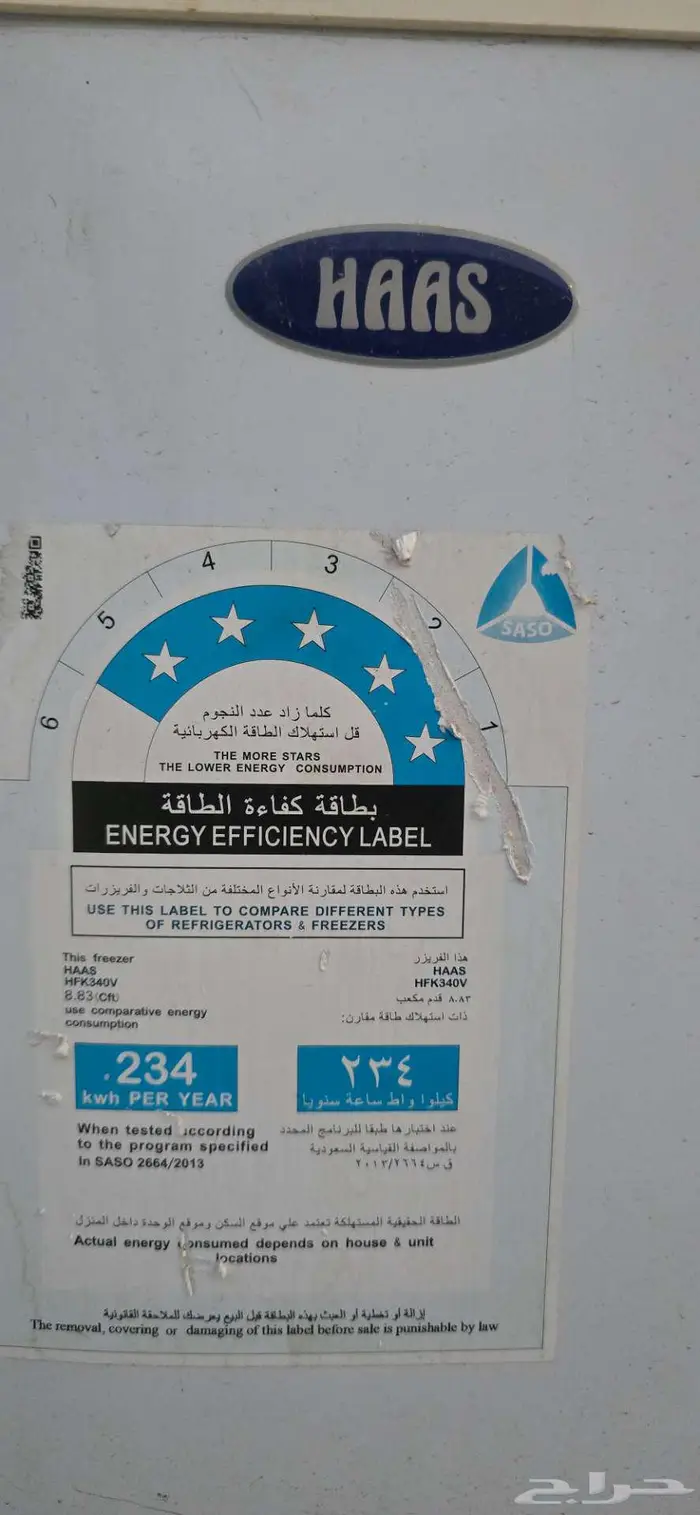 HAAS
6
5
4
3
2
1
SASO
كلما زاد عدد النجوم
قل استهلاك الطاقة الكهربائية
THE MORE STARS
THE LOWER ENERGY CONSUMPTION
بطاقة كفاءة الطاقة
ENERGY EFFICIENCY LABEL
استخدم هذه البطاقة لمقارنة الأنواع المختلفة من الثلاجات والفريزرات
USE THIS LABEL TO COMPARE DIFFERENT TYPES
OF REFRIGERATORS & FREEZERS
This freezer
HAAS
HFK340V
8.83(Cft)
use comparative energy
consumption
هذا الفريزر
HAAS
HFK340V
٨.٨٣ قدم مكعب
ذات استهلاك طاقة مقارن:
234
kwh PER YEAR
٢٣٤
كيلوا واط ساعة سنويا
When tested according
to the program specified
In SASO 2664/2013
عند اختبارها طبقا للبرنامج المحدد
بالمواصفة القياسية السعودية
ق س٢٠١٣/٢٦٦٤
الطاقة الحقيقية المستهلكة تعتمد علي موقع السكن وموقع الوحدة داخل المنزل
Actual energy consumed depends on house & unit
locations
إزالة أو تغطية أو العبث بهذه البطاقة قبل البيع يعرضك للملاحقة القانونية
The removal, covering or damaging of this label before sale is punishable by law
حراج